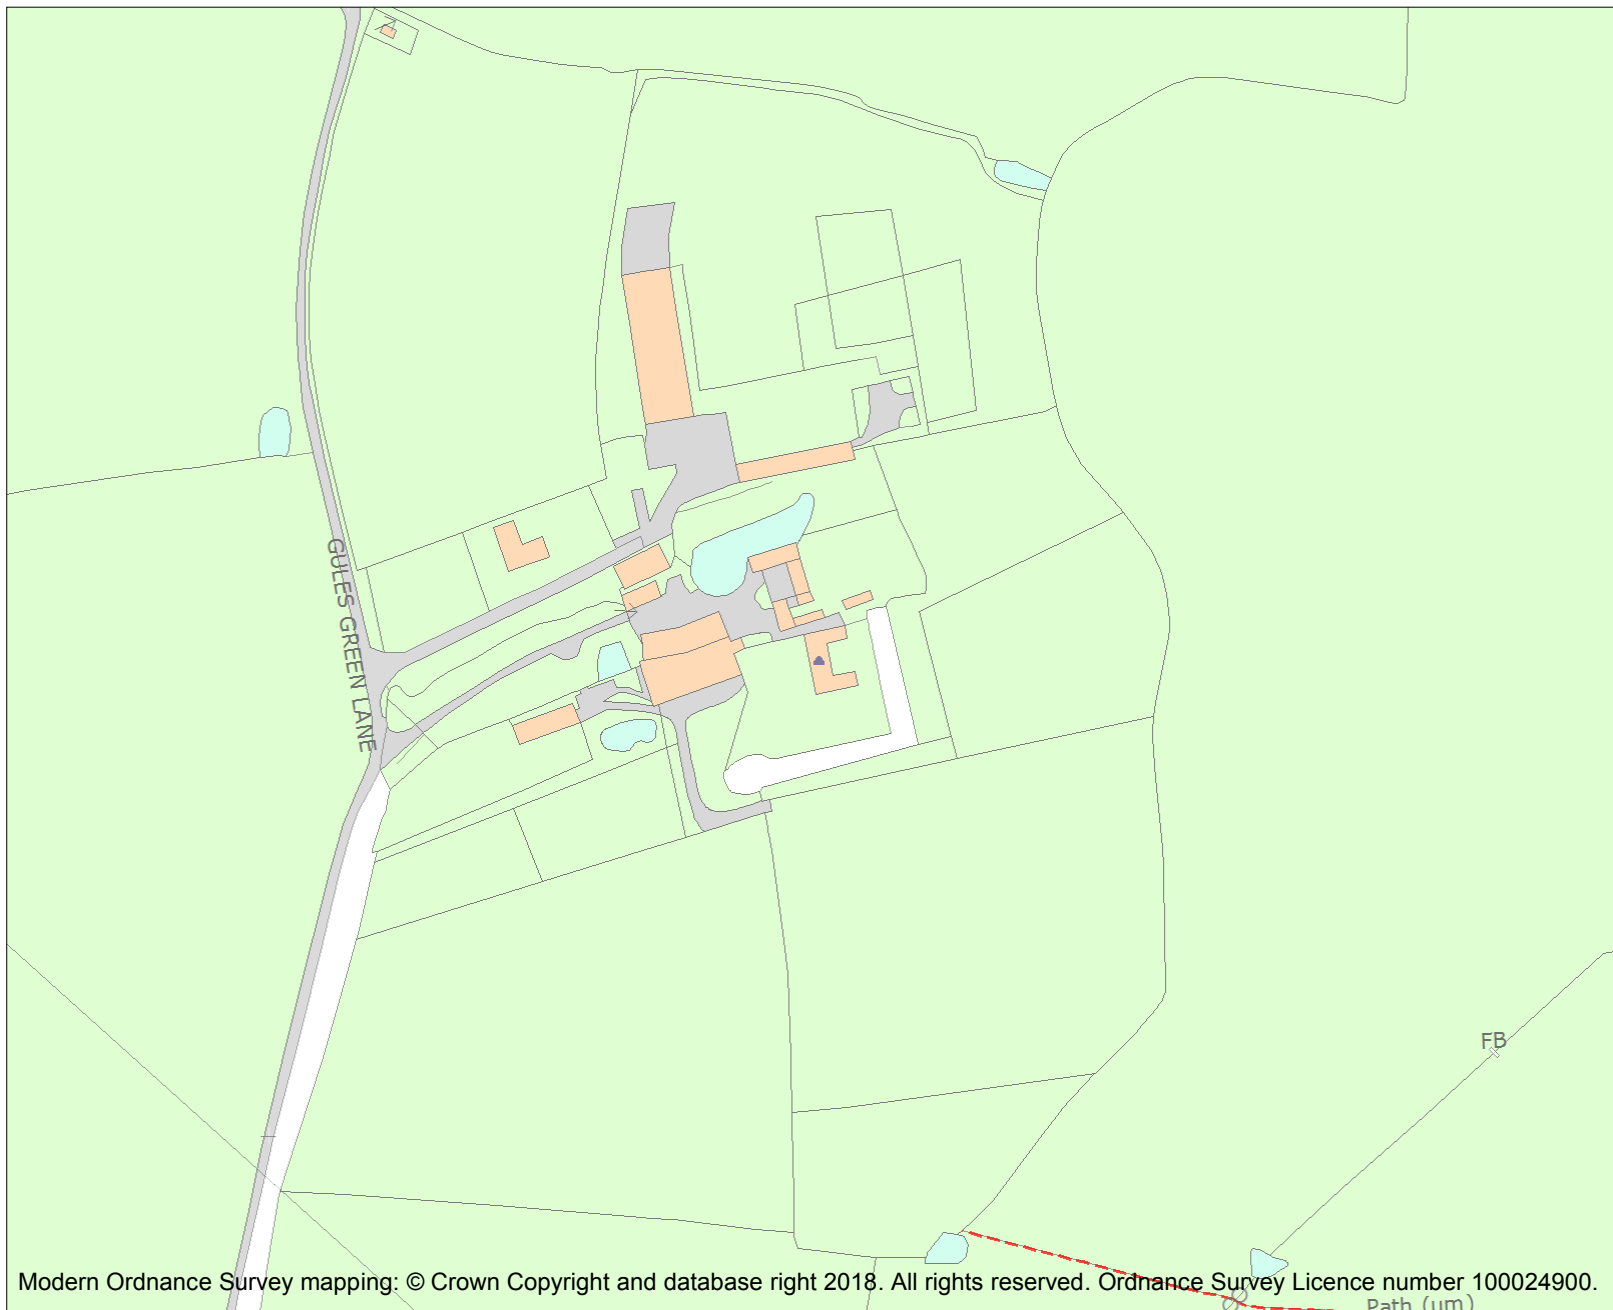 GULES GREEN LANE
FB
Modern Ordnance Survey mapping: © Crown Copyright and database right 2018. All rights reserved. Ordnance Survey Licence number 100024900.
Path (um)